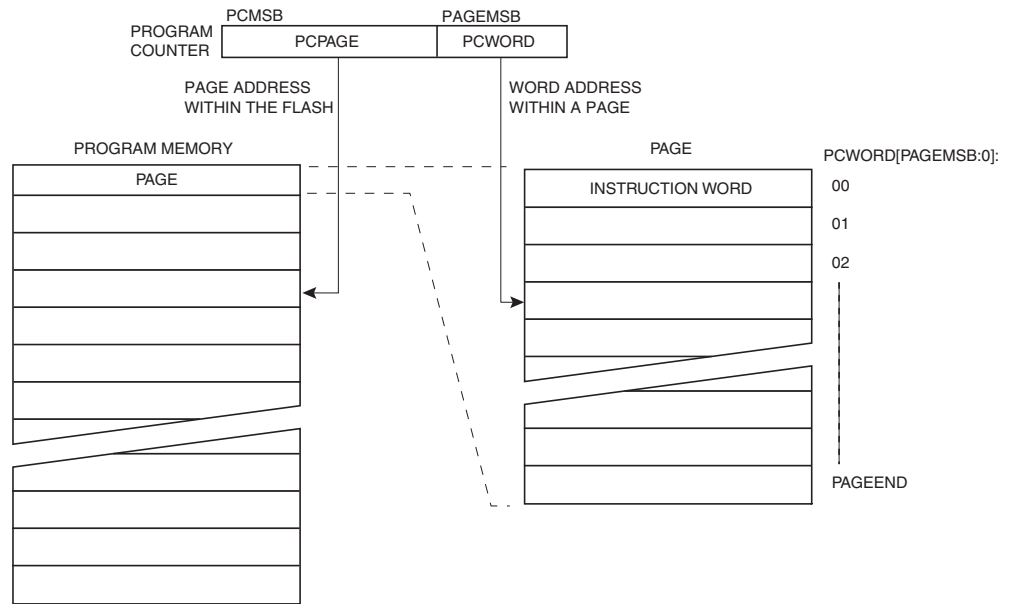 PCMSB
PAGEMSB
PROGRAM
COUNTER
PCPAGE
PCWORD
PAGE ADDRESS
WITHIN THE FLASH
WORD ADDRESS
WITHIN A PAGE
PROGRAM MEMORY
PAGE
PAGE
INSTRUCTION WORD
PCWORD[PAGEMSB:0]:
00
01
02
PAGEEND